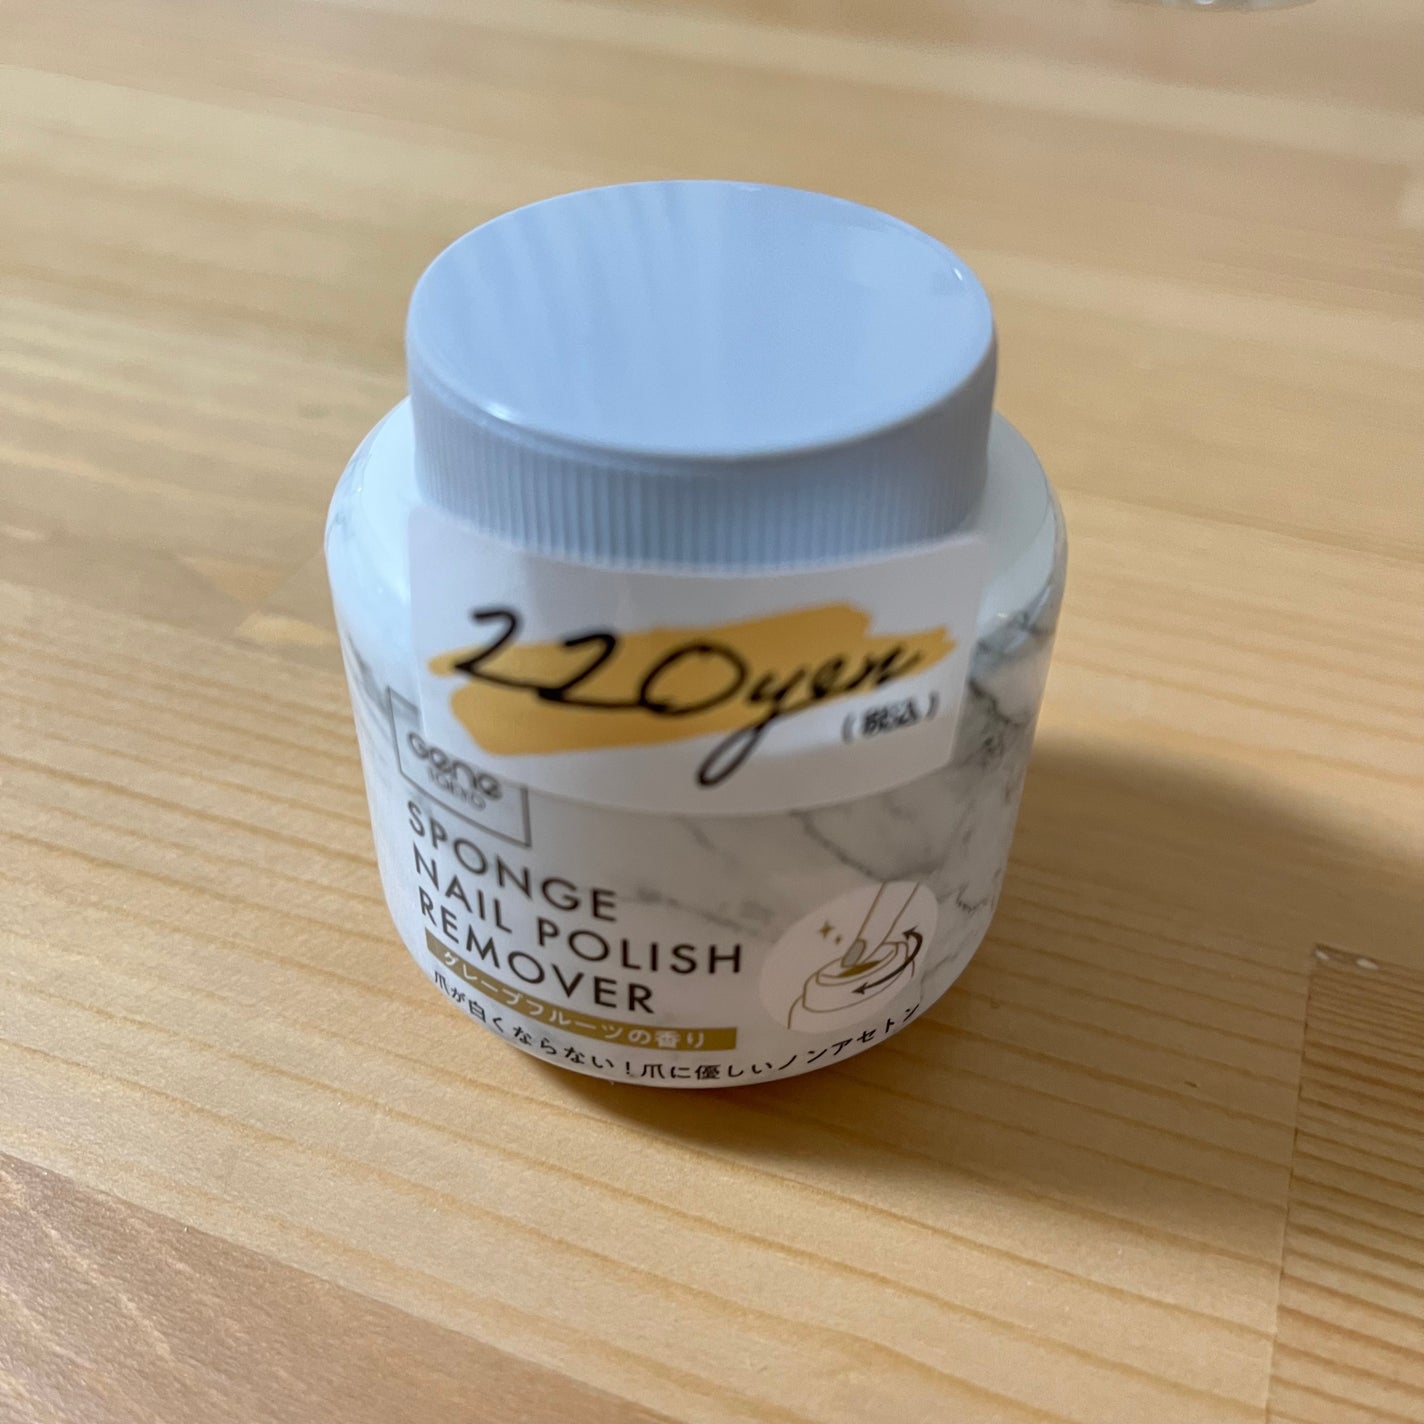 220yen
(税込)
Gene
TOKYO
SPONGE
NAIL POLISH
REMOVER
グレープフルーツの香り
爪が白くならない！爪に優しいノンアセトン